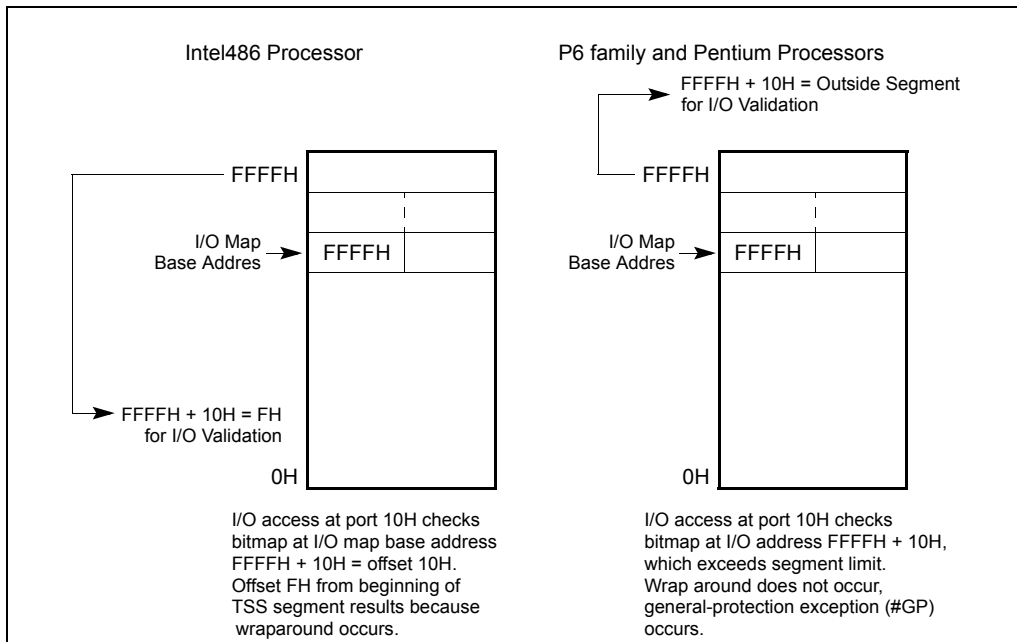 Intel486 Processor
FFFFH
I/O Map
Base Addres
FFFFH
FFFFH + 10H = FH
for I/O Validation
0H
I/O access at port 10H checks
bitmap at I/O map base address
FFFFH + 10H = offset 10H.
Offset FH from beginning of
TSS segment results because
wraparound occurs.
P6 family and Pentium Processors
FFFFH + 10H = Outside Segment
for I/O Validation
FFFFH
I/O Map
Base Addres
FFFFH
0H
I/O access at port 10H checks
bitmap at I/O address FFFFH + 10H,
which exceeds segment limit.
Wrap around does not occur,
general-protection exception (#GP)
occurs.